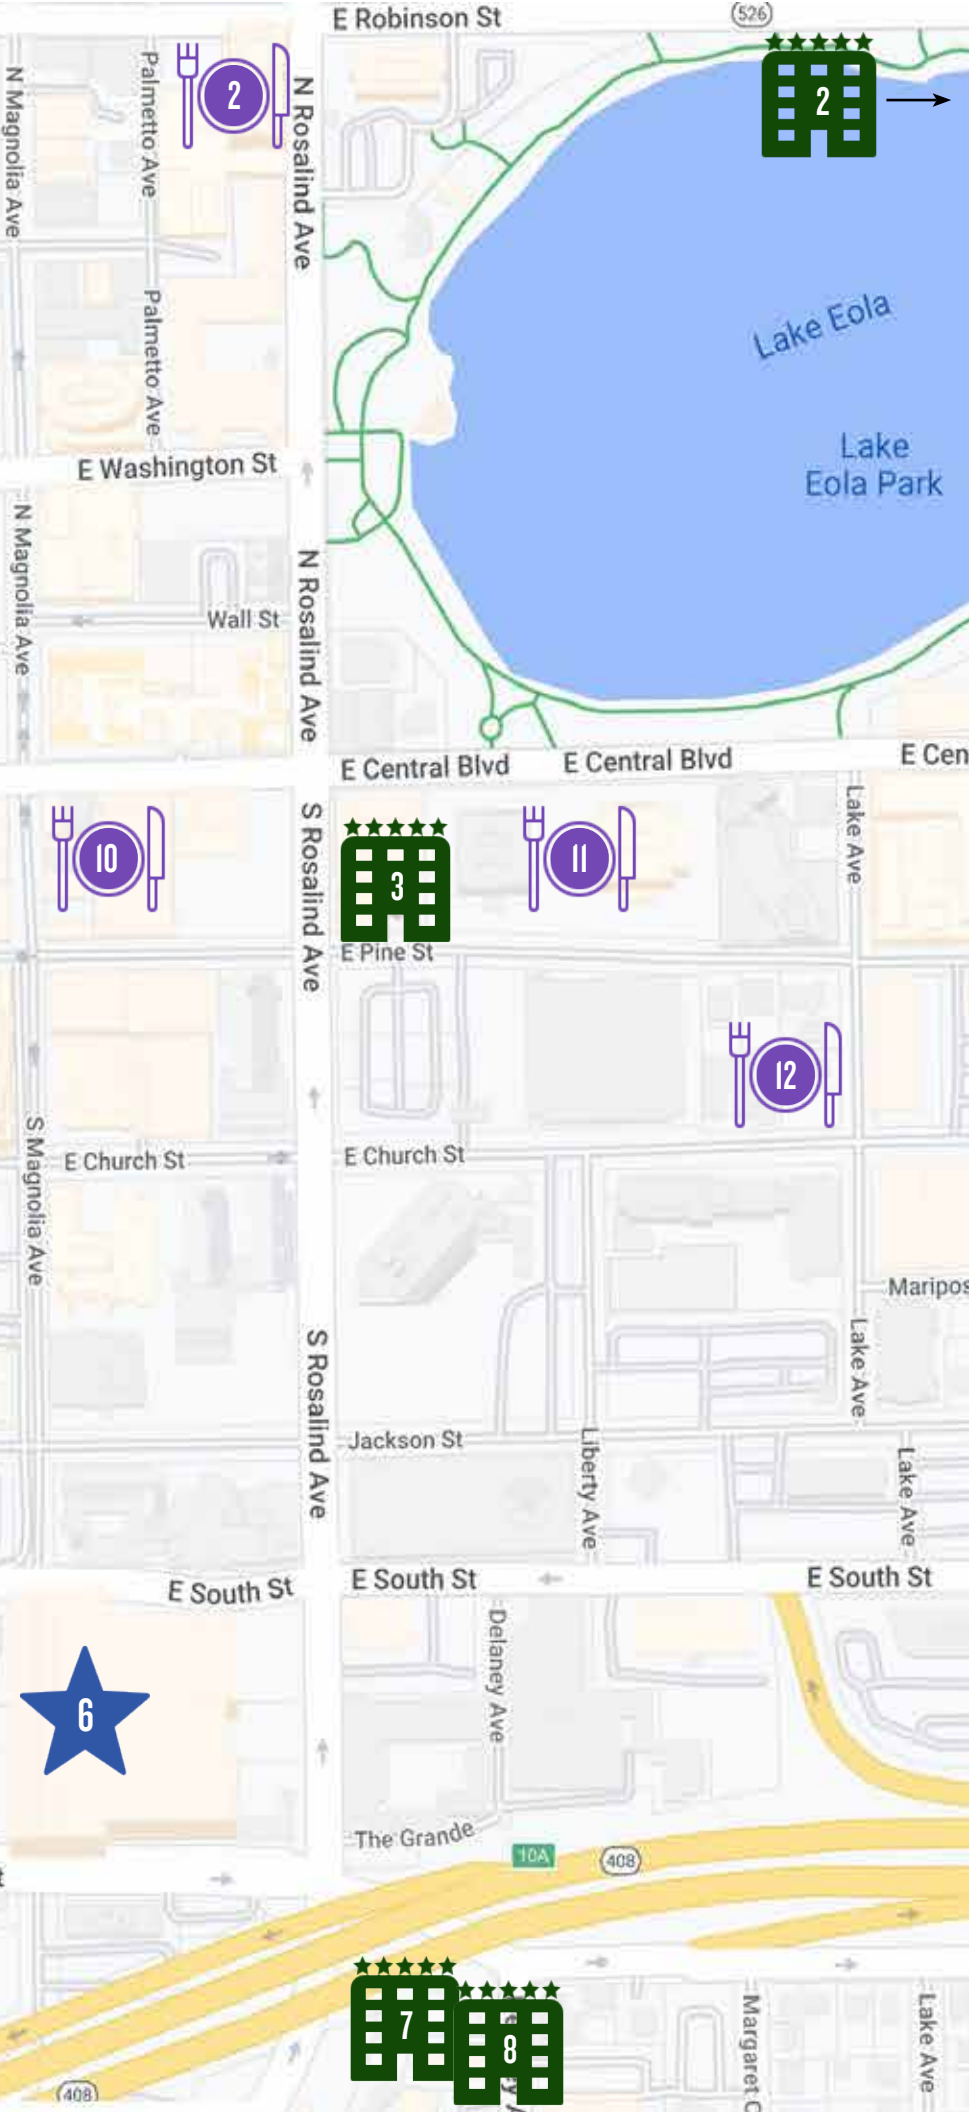 E Robinson St
526
N Magnolia Ave
Palmetto Ave
2
N Rosalind Ave
2
Palmetto Ave
Lake Eola
Lake
Eola Park
E Washington St
N Magnolia Ave
N Rosalind Ave
Wall St
E Central Blvd
E Central Blvd
E Cen
10
S Rosalind Ave
3
11
Lake Ave
E Pine St
12
S Magnolia Ave
E Church St
E Church St
Maripos
S Rosalind Ave
Lake Ave
Jackson St
Liberty Ave
Lake Ave
E South St
E South St
E South St
6
Delaney Ave
The Grande
10A
408
t
7
8
ey A
Margaret C
Lake Ave
408